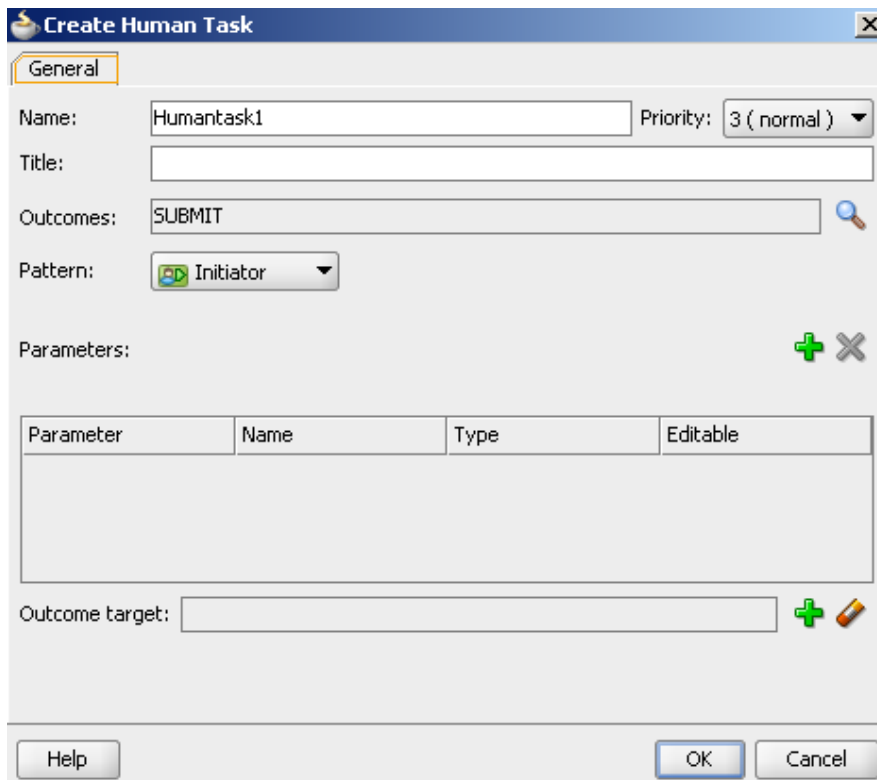 Create Human Task
General
Name: Humantask1 Priority: 3 ( normal )
Title:
Outcomes: SUBMIT
Pattern: Initiator
Parameters:
Parameter Name Type Editable
Outcome target:
Help OK Cancel